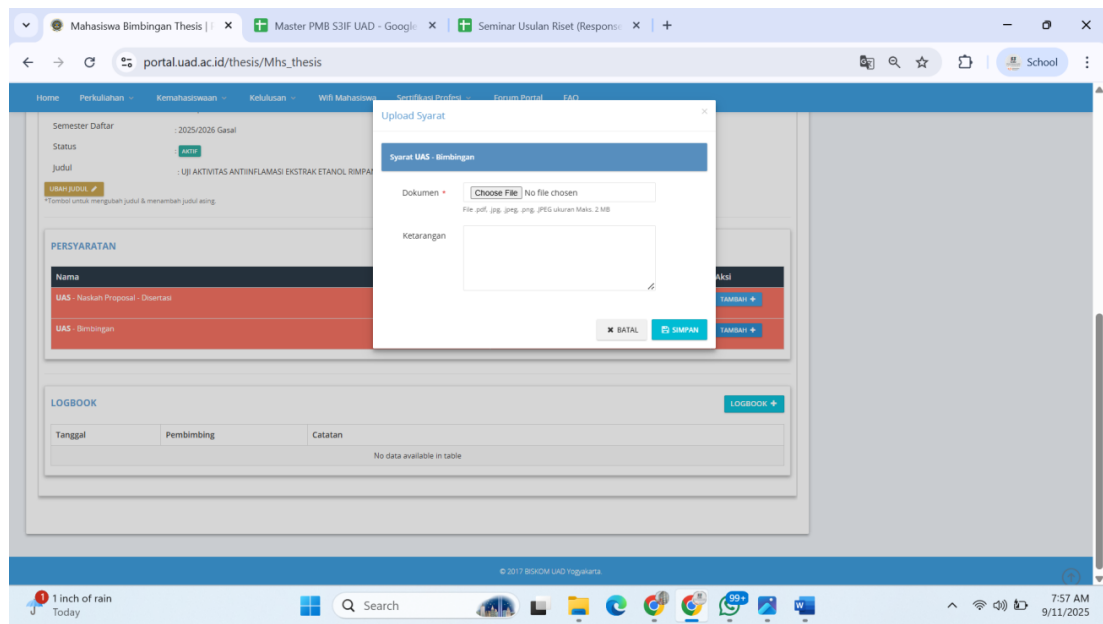 Mahasiswa Bimbingan Thesis |
Master PMB S3IF UAD - Google
Seminar Usulan Riset (Response
portal.uad.ac.id/thesis/Mhs_thesis
School
Home
Perkuliahan
Kemahasiswaan
Kelulusan
Wifi Mahasiswa
Sertifikasi Profesi
Forum Portal
FAQ
Upload Syarat
Semester Daftar : 2025/2026 Gasal
Status : AKTIF
Judul : UJI AKTIVITAS ANTIINFLAMASI EKSTRAK ETANOL RIMPA
UBAH JUDUL
*Tombol untuk mengubah judul & menambah judul asing.
Syarat UAS - Bimbingan
Dokumen * Choose File No file chosen
File .pdf, .jpg, .jpeg, .png, .JPEG ukuran Maks. 2 MB
Ketarangan
BATAL
SIMPAN
PERSYARATAN
Nama Aksi
UAS - Naskah Proposal - Disertasi TAMBAH +
UAS - Bimbingan TAMBAH +
LOGBOOK LOGBOOK +
Tanggal Pembimbing Catatan
No data available in table
© 2017 BISKOM UAD Yogyakarta.
1
1 inch of rain
Today
Search
99+
7:57 AM
9/11/2025